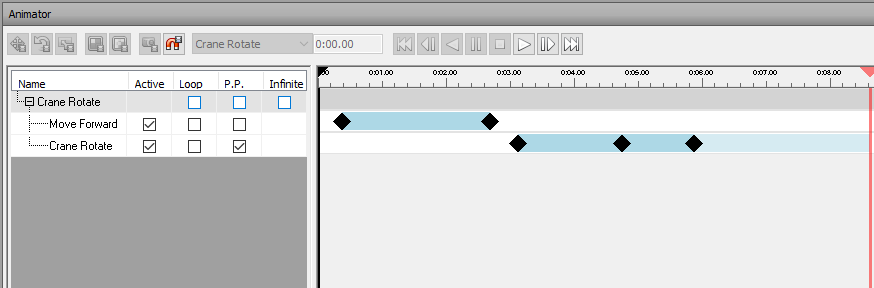 Animator
Crane Rotate 0:00.00
Name Active Loop P.P. Infinite
00 0:01.00 0:02.00 0:03.00 0:04.00 0:05.00 0:06.00 0:07.00 0:08.00
Crane Rotate
Move Forward
Crane Rotate